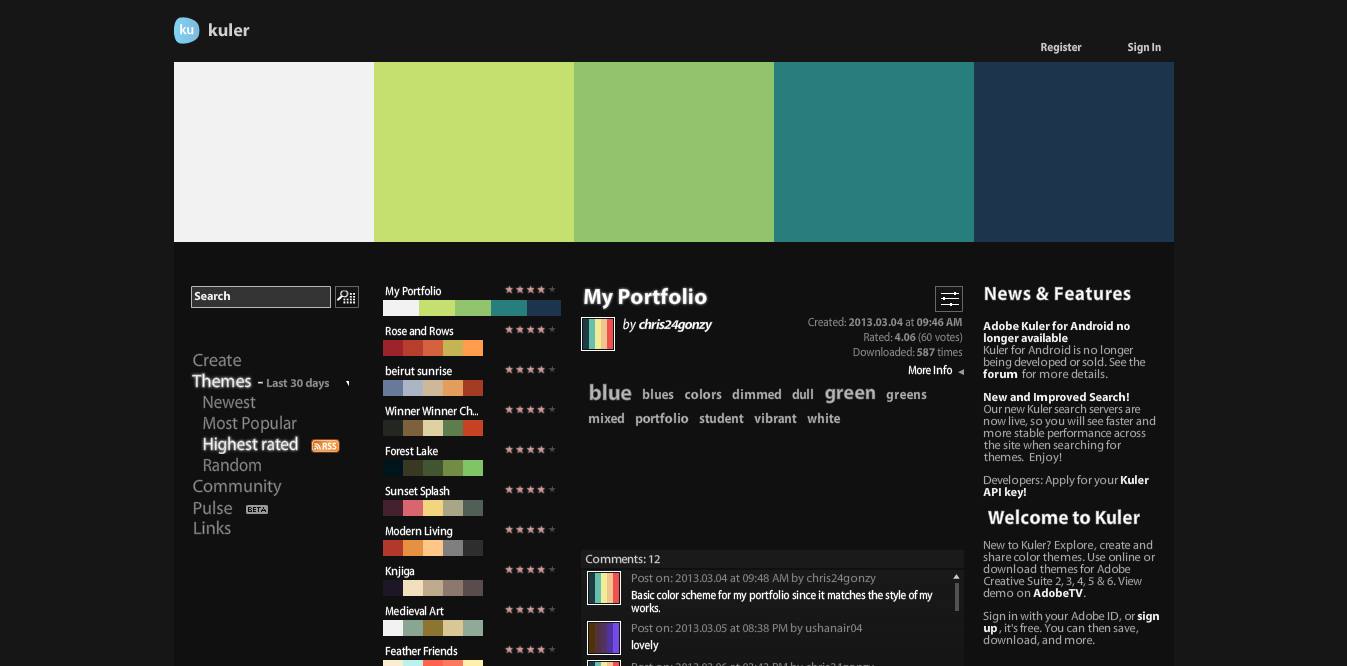 ku kuler
Register Sign In
Search
Create
Themes - Last 30 days
Newest
Most Popular
Highest rated RSS
Random
Community
Pulse BETA
Links
My Portfolio
Rose and Rows
beirut sunrise
Winner Winner Ch...
Forest Lake
Sunset Splash
Modern Living
Knjiga
Medieval Art
Feather Friends
My Portfolio
by chris24gonzy
Created: 2013.03.04 at 09:46 AM
Rated: 4.06 (60 votes)
Downloaded: 587 times
More Info
blue blues colors dimmed dull green greens
mixed portfolio student vibrant white
Comments: 12
Post on: 2013.03.04 at 09:48 AM by chris24gonzy
Basic color scheme for my portfolio since it matches the style of my
works.
Post on: 2013.03.05 at 08:38 PM by ushanair04
lovely
News & Features
Adobe Kuler for Android no
longer available
Kuler for Android is no longer
being developed or sold. See the
forum for more details.
New and Improved Search!
Our new Kuler search servers are
now live, so you will see faster and
more stable performance across
the site when searching for
themes. Enjoy!
Developers: Apply for your Kuler
API key!
Welcome to Kuler
New to Kuler? Explore, create and
share color themes. Use online or
download themes for Adobe
Creative Suite 2, 3, 4, 5 & 6. View
demo on AdobeTV.
Sign in with your Adobe ID, or sign
up, it's free. You can then save,
download, and more.